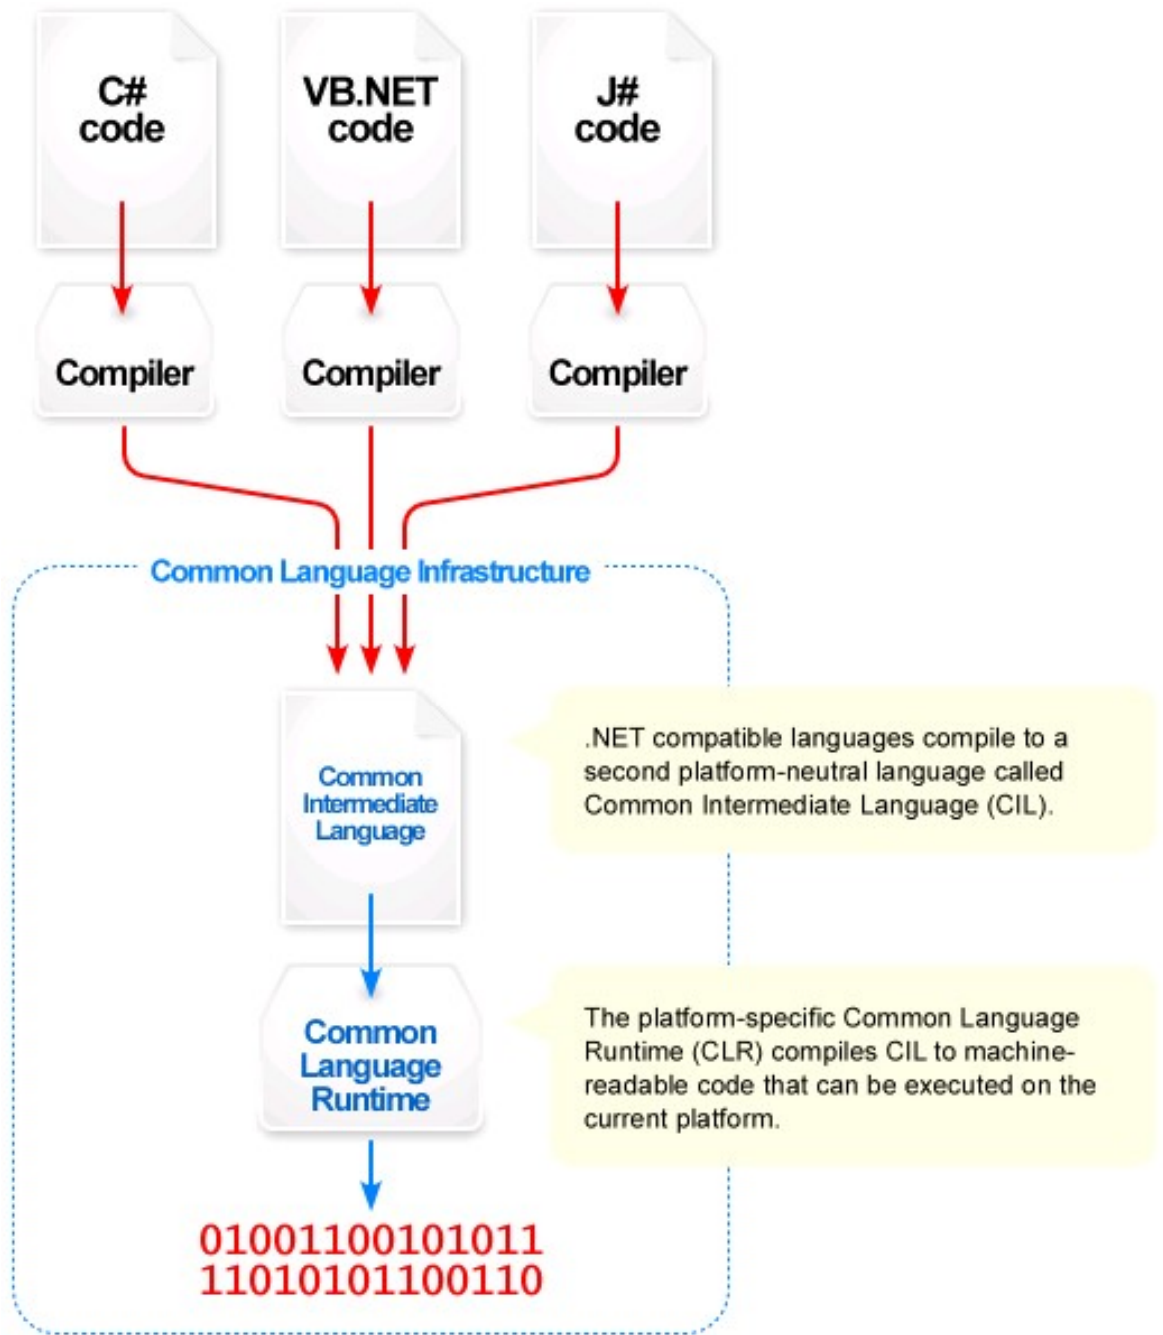 C#
code
VB.NET
code
J#
code
Compiler
Compiler
Compiler
Common Language Infrastructure
Common
Intermediate
Language
.NET compatible languages compile to a
second platform-neutral language called
Common Intermediate Language (CIL).
Common
Language
Runtime
The platform-specific Common Language
Runtime (CLR) compiles CIL to machine-
readable code that can be executed on the
current platform.
01001100101011
11010101100110